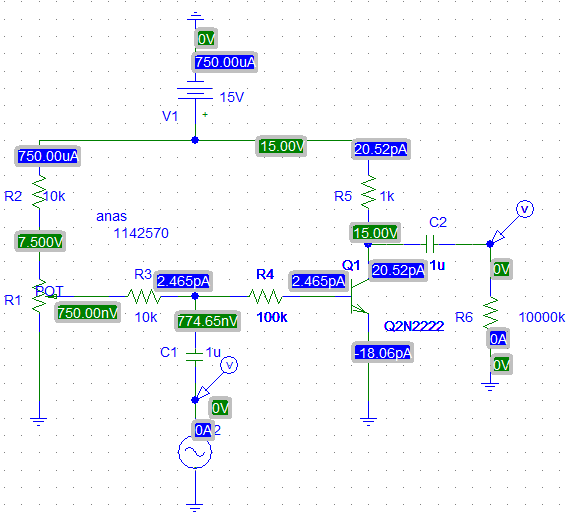 0V
750.00uA
15V
V1
+
15.00V
750.00uA
20.52pA
R2
10k
R5
1k
anas
1142570
7.500V
15.00V
C2
V
1u
0V
R1
POT
750.00nV
R3
10k
2.465pA
774.65nV
R4
100k
2.465pA
Q1
20.52pA
Q2N2222
-18.06pA
R6
10000k
0A
0V
C1
1u
V
0V
0A
2